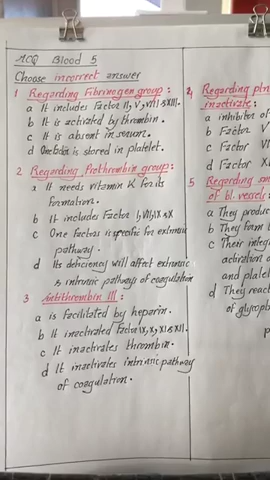 MCQ Blood 5
Choose incorrect answer
1 Regarding Fibrinogen group:
a It includes Factor II, V, VIII & XIII.
b It is activated by thrombin.
c It is absent in serum.
d One is stored in platelet.
2 Regarding Prothrombin group:
a It needs vitamin K for its
formation.
b It includes Factor I, VII, IX & X
c One factor is specific for extrinsic
pathway.
d Its deficiency will affect extrinsic
& intrinsic pathways of coagulation
3 Antithrombin III:
a is facilitated by heparin.
b It inactivated factor IX, X, XI & XII.
c It inactivates thrombin.
d It inactivates intrinsic pathway
of coagulation.
4 Regarding
inactivate:
a inhibitor of
b Factor V
c Factor VI
d Factor X
5 Regarding
of bl. vessels:
a They produc
b They form
c Their integ
activation o
and platel
d They react
of glycop